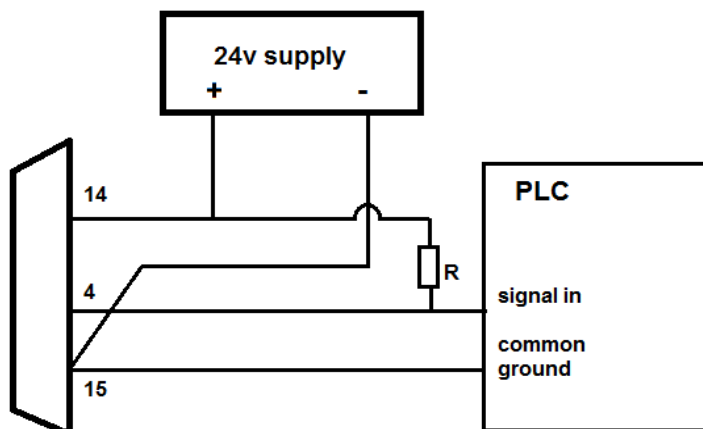 24v supply
+ -
14
PLC
R
4
signal in
common
ground
15